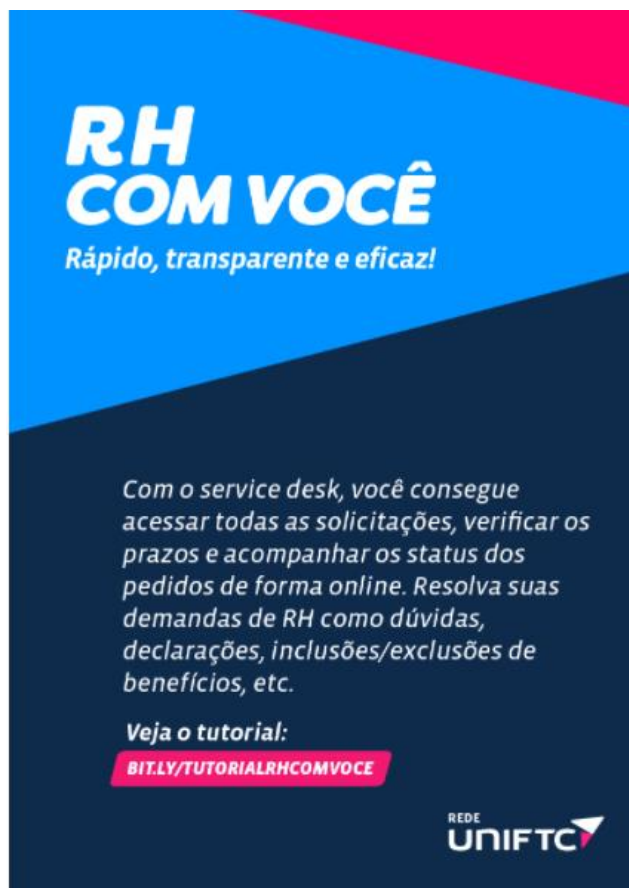 RH
COM VOCÊ
Rápido, transparente e eficaz!
Com o service desk, você consegue
acessar todas as solicitações, verificar os
prazos e acompanhar os status dos
pedidos de forma online. Resolva suas
demandas de RH como dúvidas,
declarações, inclusões/exclusões de
benefícios, etc.
Veja o tutorial:
BIT.LY/TUTORIALRHCOMVOCE
REDE
UNIFTC